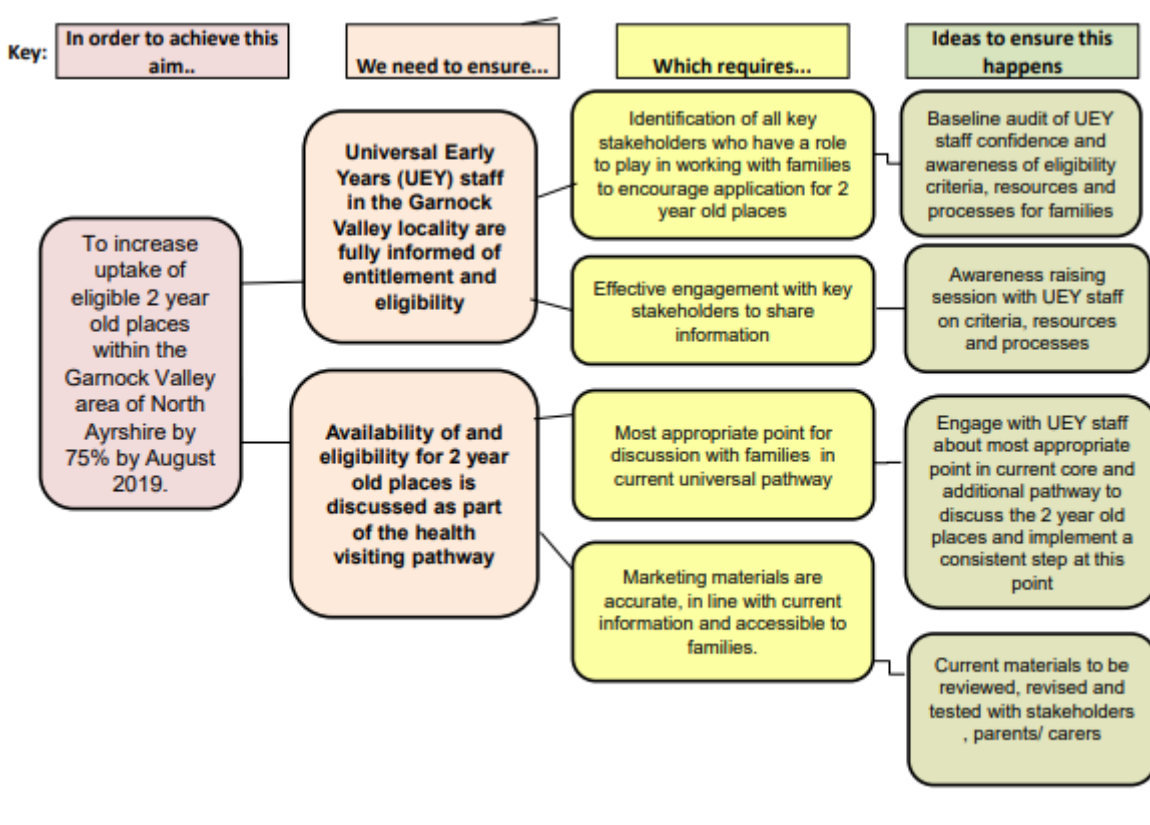 Key:
In order to achieve this
aim..
We need to ensure...
Which requires...
Ideas to ensure this
happens
To increase
uptake of
eligible 2 year
old places
within the
Garnock Valley
area of North
Ayrshire by
75% by August
2019.
Universal Early
Years (UEY) staff
in the Garnock
Valley locality are
fully informed of
entitlement and
eligibility
Availability of and
eligibility for 2 year
old places is
discussed as part
of the health
visiting pathway
Identification of all key
stakeholders who have a role
to play in working with families
to encourage application for 2
year old places
Effective engagement with key
stakeholders to share
information
Most appropriate point for
discussion with families in
current universal pathway
Marketing materials are
accurate, in line with current
information and accessible to
families.
Baseline audit of UEY
staff confidence and
awareness of eligibility
criteria, resources and
processes for families
Awareness raising
session with UEY staff
on criteria, resources
and processes
Engage with UEY staff
about most appropriate
point in current core and
additional pathway to
discuss the 2 year old
places and implement a
consistent step at this
point
Current materials to be
reviewed, revised and
tested with stakeholders
, parents/ carers